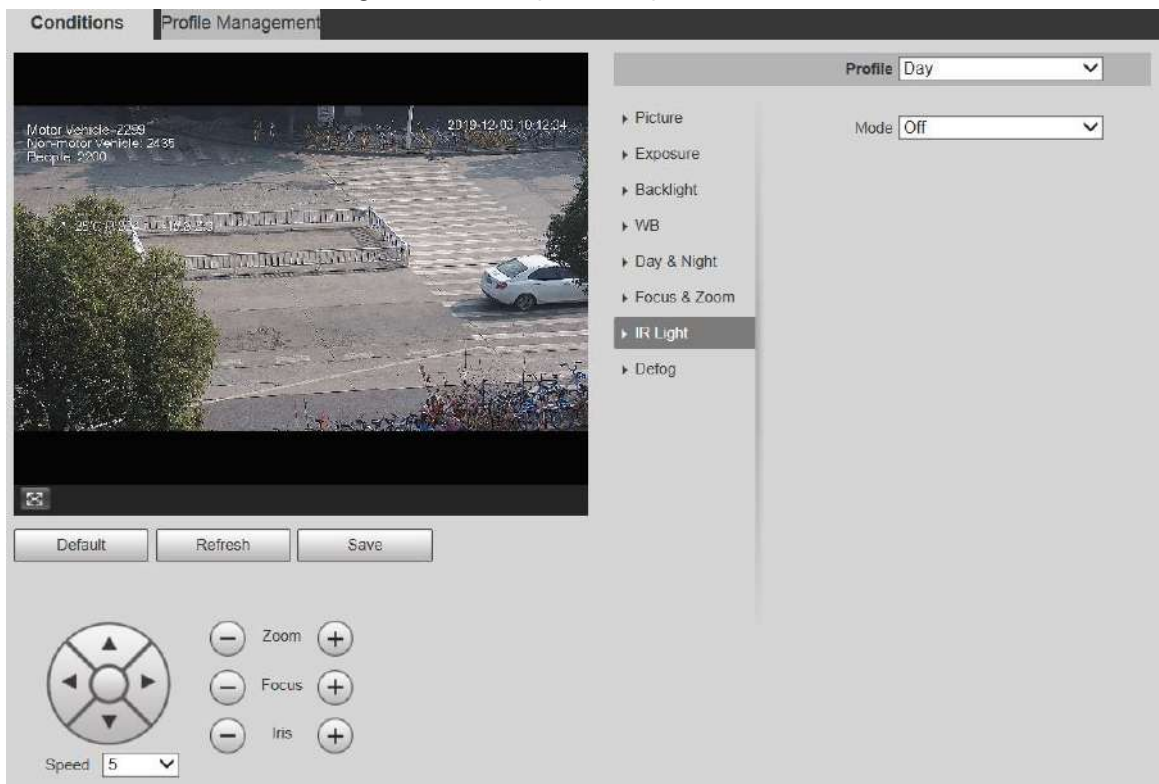 Conditions
Profile Management
Motor Vehicle: 2299
Non-motor Vehicle: 2435
People: 2200
2019-12-03 10:12:34
Profile Day
Picture
Exposure
Backlight
WB
Day & Night
Focus & Zoom
IR Light
Defog
Mode Off
Default Refresh Save
Zoom
Focus
Iris
Speed 5